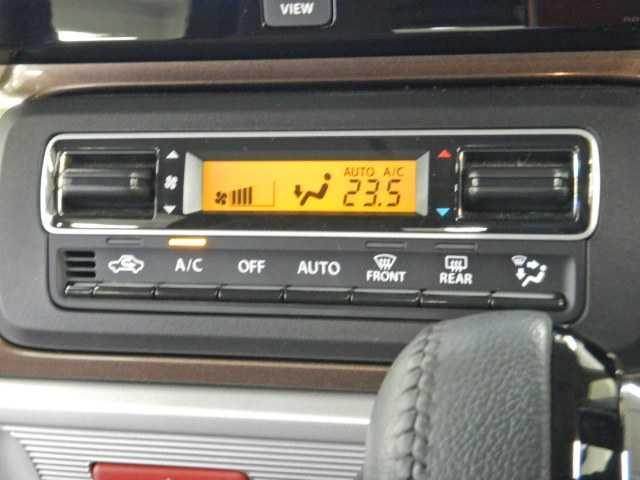 VIEW
AUTO A/C
23.5
A/C OFF AUTO FRONT REAR